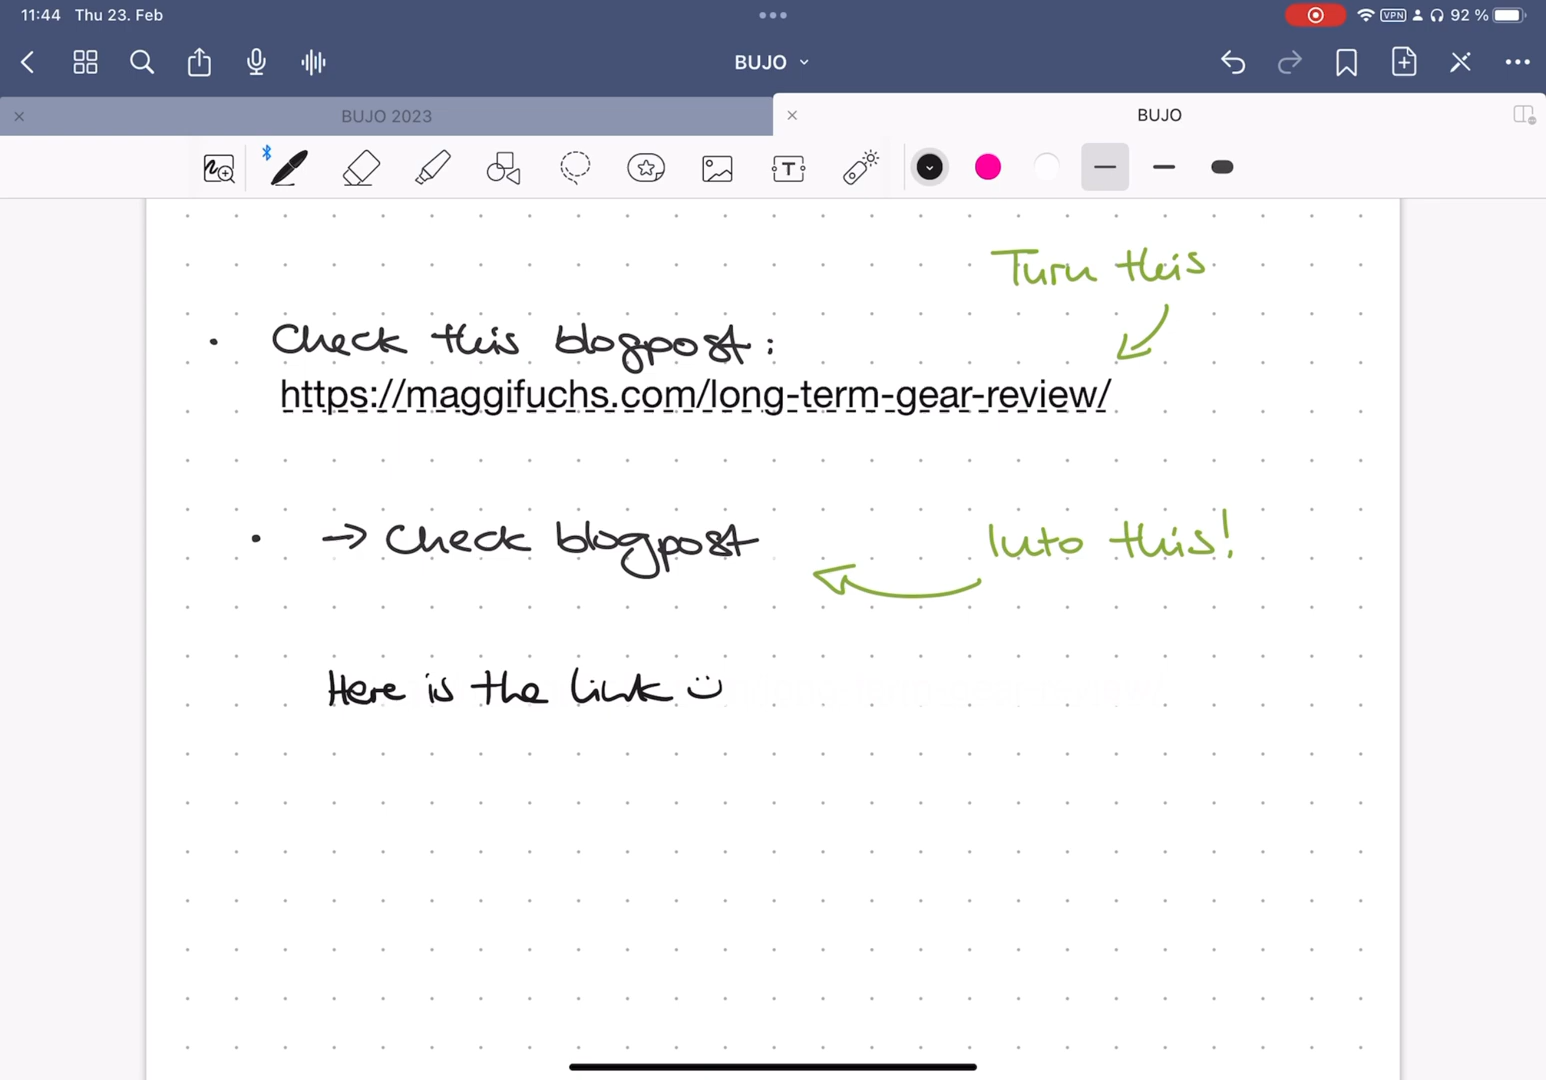 11:44 Thu 23. Feb
VPN 92 %
BUJO
BUJO 2023
BUJO
T
Turn this
• Check this blogpost:
https://maggifuchs.com/long-term-gear-review/
• → Check blogpost
Into this!
Here is the link